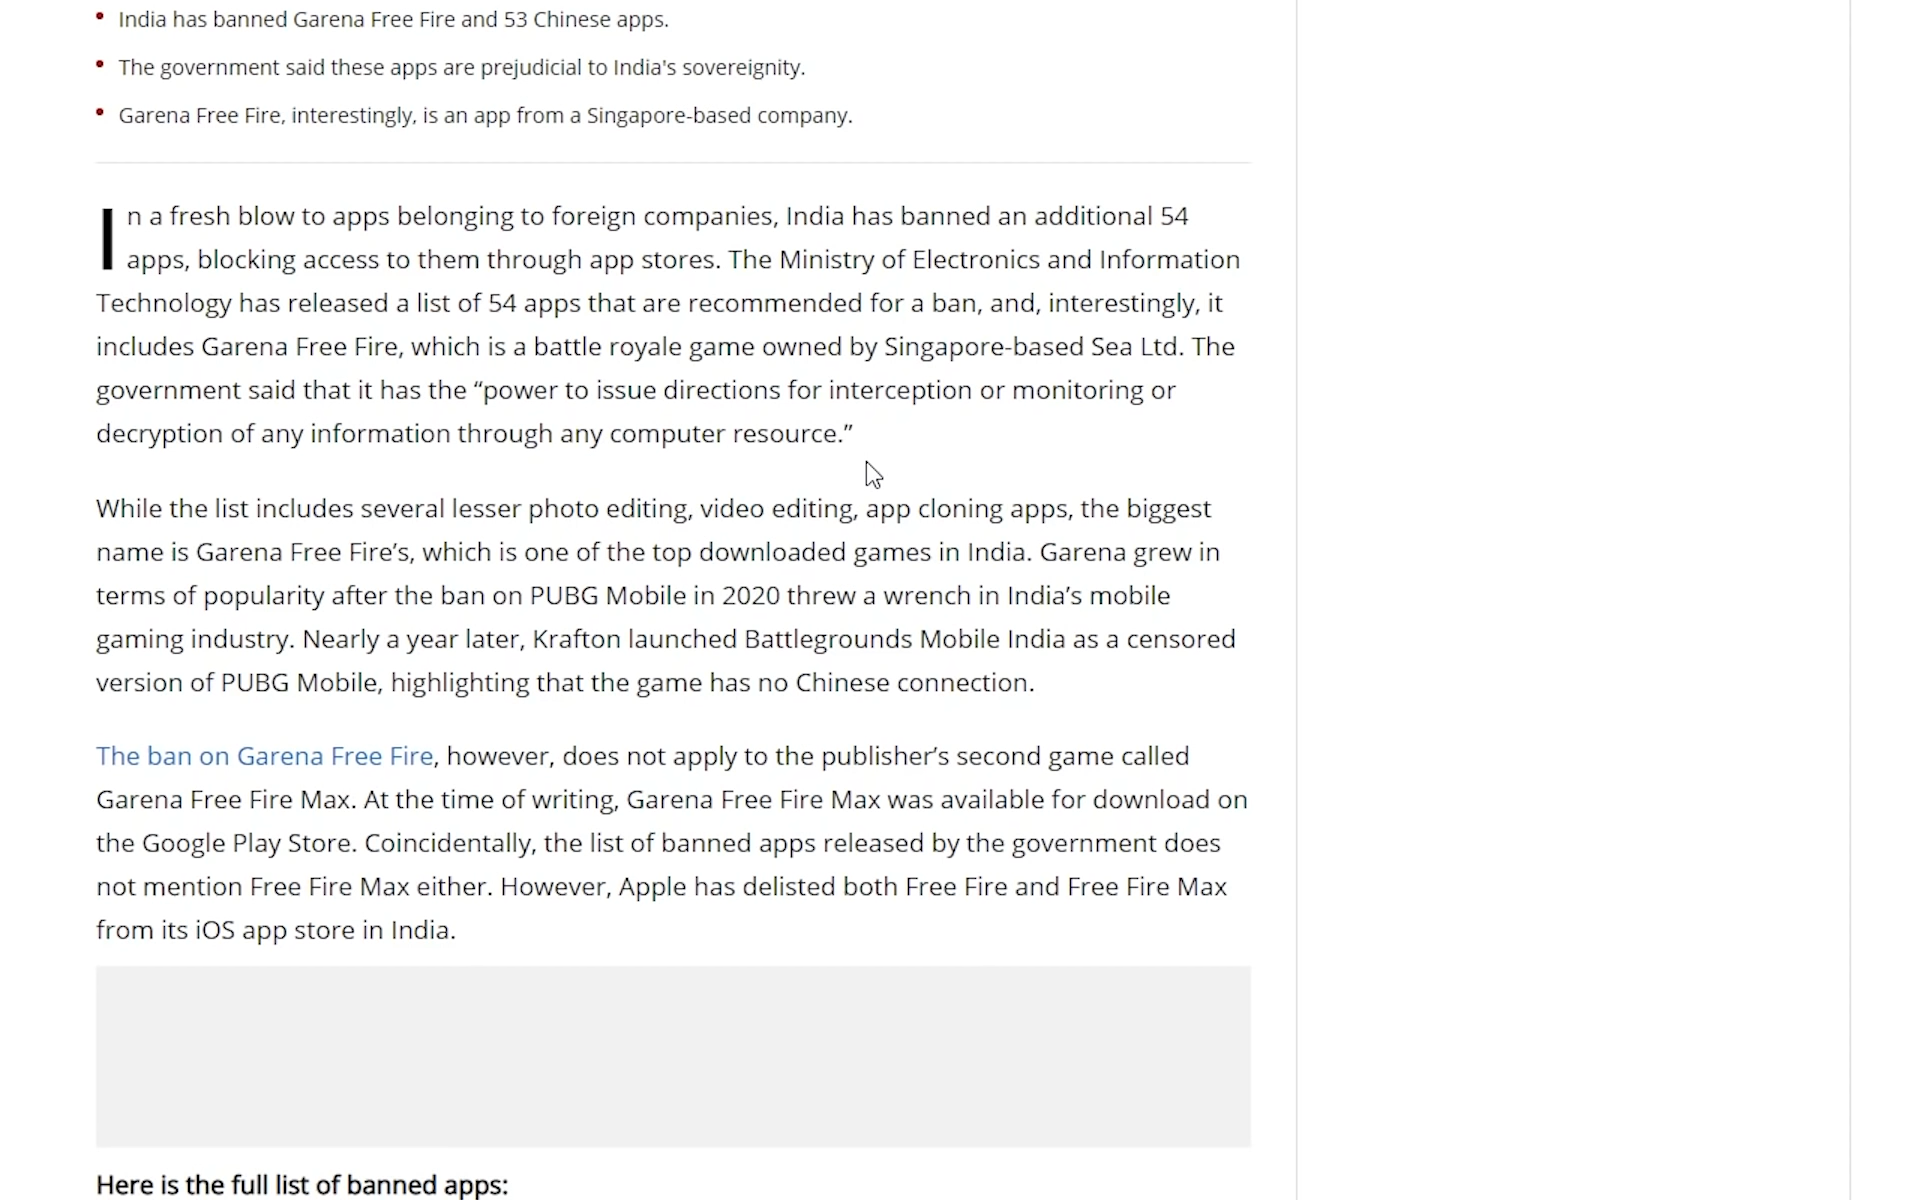 India has banned Garena Free Fire and 53 Chinese apps.
The government said these apps are prejudicial to India's sovereignty.
Garena Free Fire, interestingly, is an app from a Singapore-based company.
In a fresh blow to apps belonging to foreign companies, India has banned an additional 54
apps, blocking access to them through app stores. The Ministry of Electronics and Information
Technology has released a list of 54 apps that are recommended for a ban, and, interestingly, it
includes Garena Free Fire, which is a battle royale game owned by Singapore-based Sea Ltd. The
government said that it has the “power to issue directions for interception or monitoring or
decryption of any information through any computer resource.”
While the list includes several lesser photo editing, video editing, app cloning apps, the biggest
name is Garena Free Fire’s, which is one of the top downloaded games in India. Garena grew in
terms of popularity after the ban on PUBG Mobile in 2020 threw a wrench in India’s mobile
gaming industry. Nearly a year later, Krafton launched Battlegrounds Mobile India as a censored
version of PUBG Mobile, highlighting that the game has no Chinese connection.
The ban on Garena Free Fire, however, does not apply to the publisher’s second game called
Garena Free Fire Max. At the time of writing, Garena Free Fire Max was available for download on
the Google Play Store. Coincidentally, the list of banned apps released by the government does
not mention Free Fire Max either. However, Apple has delisted both Free Fire and Free Fire Max
from its iOS app store in India.
Here is the full list of banned apps: